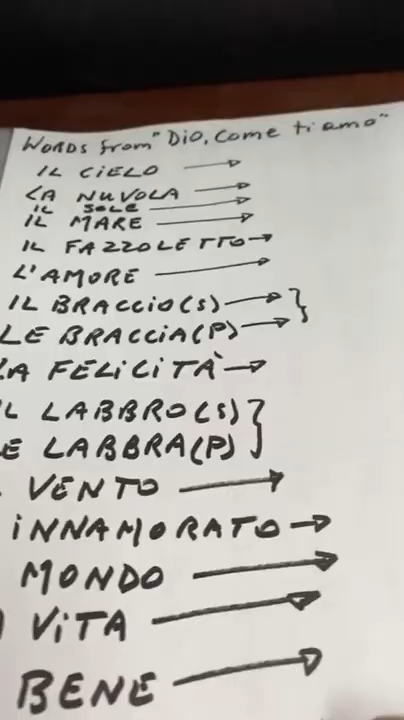 Words from "Dio, Come ti amo"
IL CIELO
LA NUVOLA
IL SOLE
IL MARE
IL FAZZOLETTO
L'AMORE
IL BRACCIO(S)
LE BRACCIA(P)
LA FELICITÀ
L LABBRO(S)
E LABBRA(P)
VENTO
INNAMORATO
MONDO
VITA
BENE